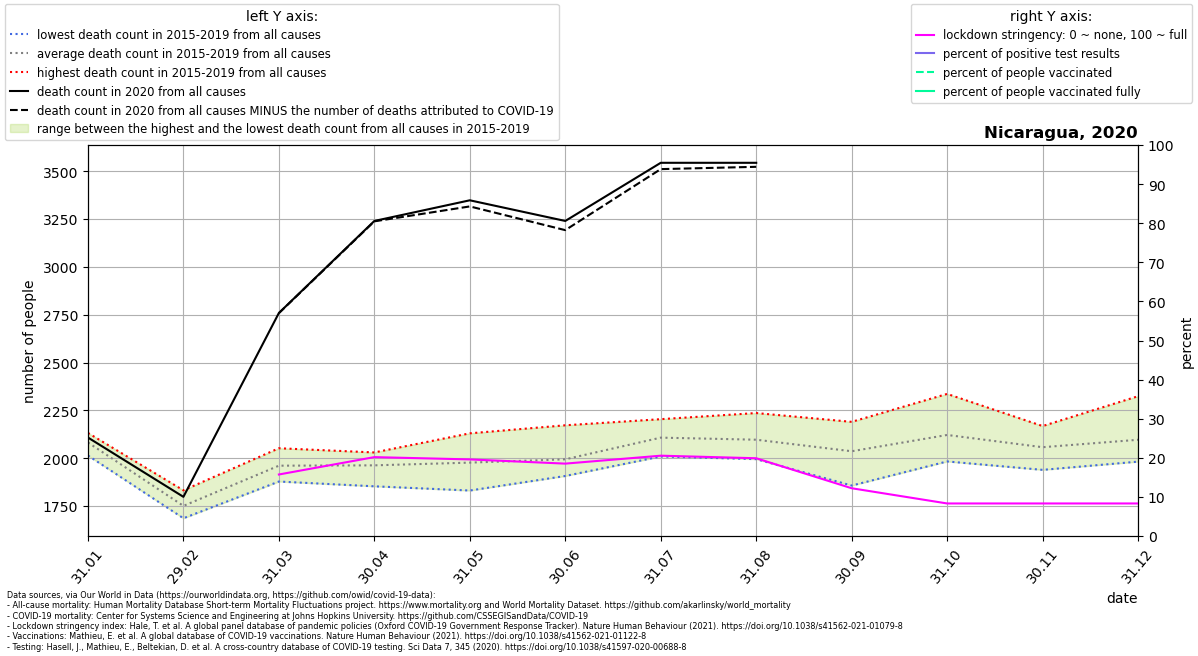 left Y axis:
lowest death count in 2015-2019 from all causes
average death count in 2015-2019 from all causes
highest death count in 2015-2019 from all causes
death count in 2020 from all causes
death count in 2020 from all causes MINUS the number of deaths attributed to COVID-19
range between the highest and the lowest death count from all causes in 2015-2019
right Y axis:
lockdown stringency: 0 ~ none, 100 ~ full
percent of positive test results
percent of people vaccinated
percent of people vaccinated fully
Nicaragua, 2020
number of people
3500
3250
3000
2750
2500
2250
2000
1750
100
90
80
70
60
50
40
30
20
10
0
percent
31.01
29.02
31.03
30.04
31.05
30.06
31.07
31.08
30.09
31.10
30.11
31.12
date
Data sources, via Our World in Data (https://ourworldindata.org, https://github.com/owid/covid-19-data):
- All-cause mortality: Human Mortality Database Short-term Mortality Fluctuations project. https://www.mortality.org and World Mortality Dataset. https://github.com/akarlinsky/world_mortality
- COVID-19 mortality: Center for Systems Science and Engineering at Johns Hopkins University. https://github.com/CSSEGISandData/COVID-19
- Lockdown stringency index: Hale, T. et al. A global panel database of pandemic policies (Oxford COVID-19 Government Response Tracker). Nature Human Behaviour (2021). https://doi.org/10.1038/s41562-021-01079-8
- Vaccinations: Mathieu, E. et al. A global database of COVID-19 vaccinations. Nature Human Behaviour (2021). https://doi.org/10.1038/s41562-021-01122-8
- Testing: Hasell, J., Mathieu, E., Beltekian, D. et al. A cross-country database of COVID-19 testing. Sci Data 7, 345 (2020). https://doi.org/10.1038/s41597-020-00688-8